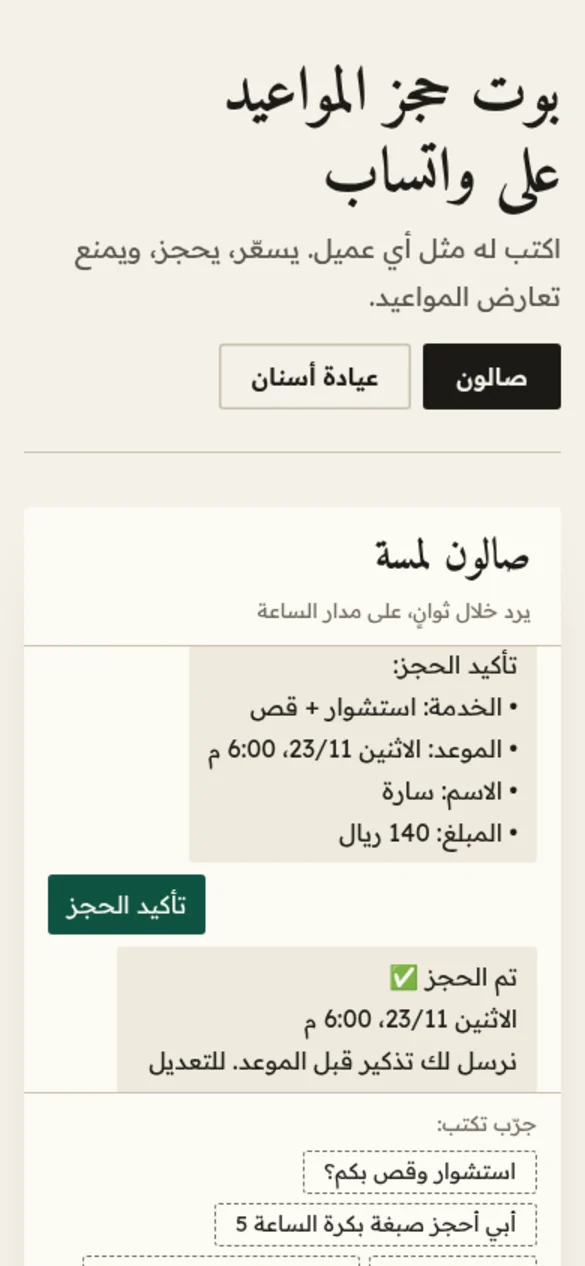 بوت حجز المواعيد
على واتساب
اكتب له مثل أي عميل. يسعّر، يحجز، ويمنع
تعارض المواعيد.
صالون
عيادة أسنان
صالون لمسة
يرد خلال ثوانٍ، على مدار الساعة
تأكيد الحجز:
• الخدمة: استشوار + قص
• الموعد: الاثنين 23/11، 6:00 م
• الاسم: سارة
• المبلغ: 140 ريال
تأكيد الحجز
تم الحجز ✅
الاثنين 23/11، 6:00 م
نرسل لك تذكير قبل الموعد. للتعديل
جرّب تكتب:
استشوار وقص بكم؟
أبي أحجز صبغة بكرة الساعة 5